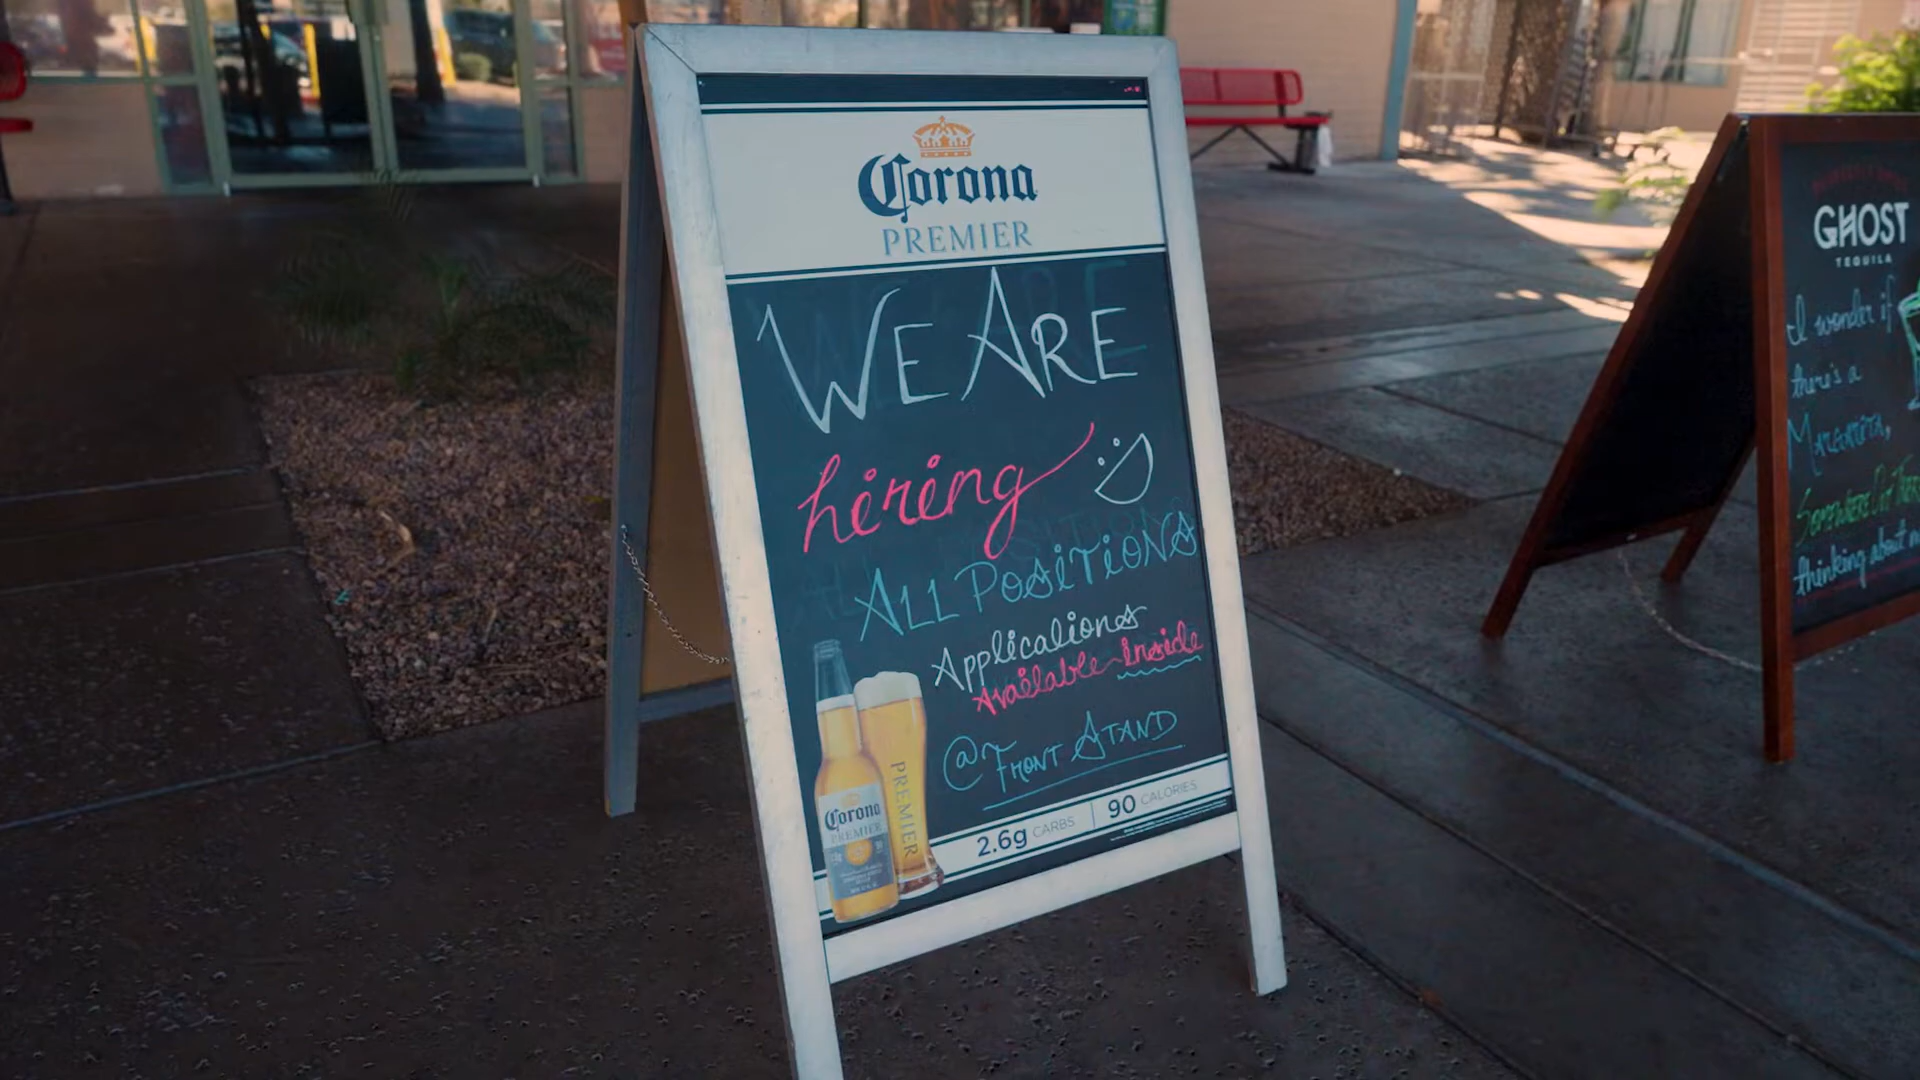 Corona
PREMIER
WE ARE
hiring
ALL POSITIONS
Applications
Available inside
@ FRONT STAND
PREMIER
Corona
PREMIER
2.6g CARBS 90 CALORIES
GHOST
TEQUILA
I wonder if
there's a
MARGARITA,
thinking about